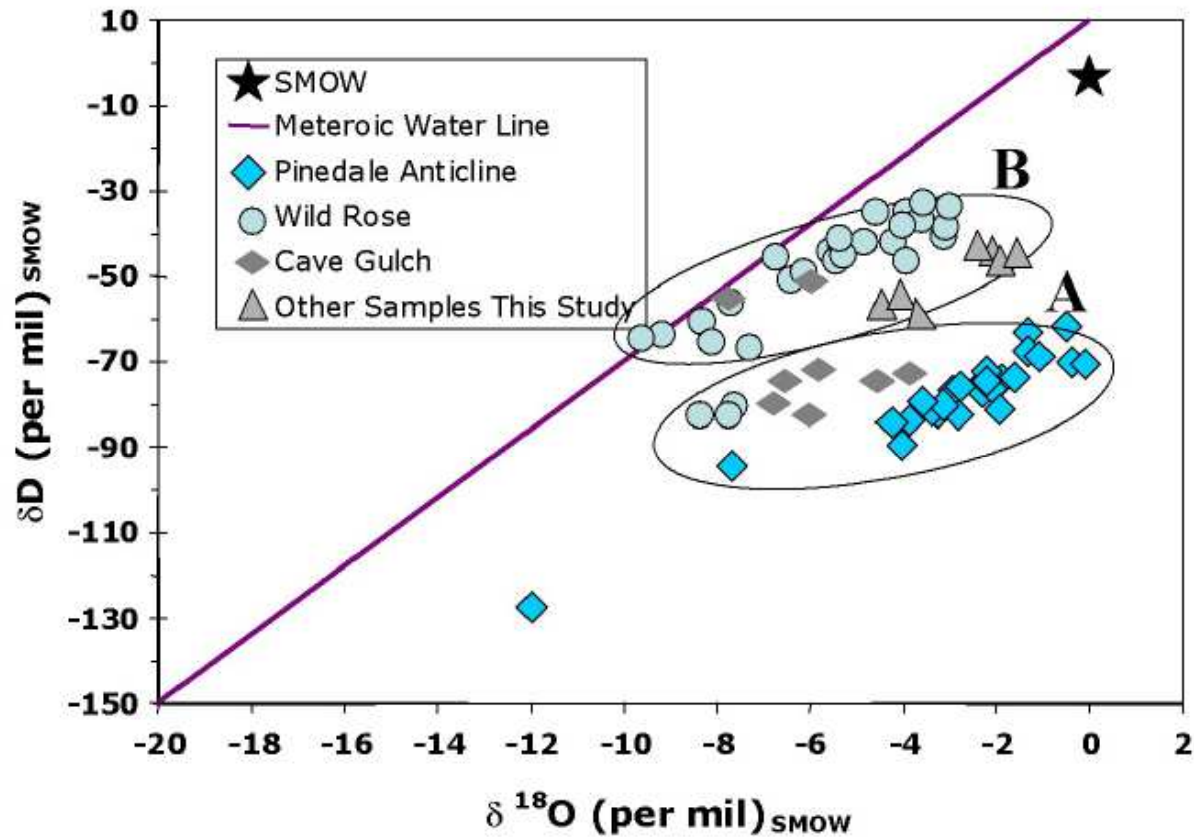 10
-10
-30
-50
-70
-90
-110
-130
-150
δD (per mil)SMOW
SMOW
Meteroic Water Line
Pinedale Anticline
Wild Rose
Cave Gulch
Other Samples This Study
B
A
-20 -18 -16 -14 -12 -10 -8 -6 -4 -2 0 2
δ 18O (per mil)SMOW